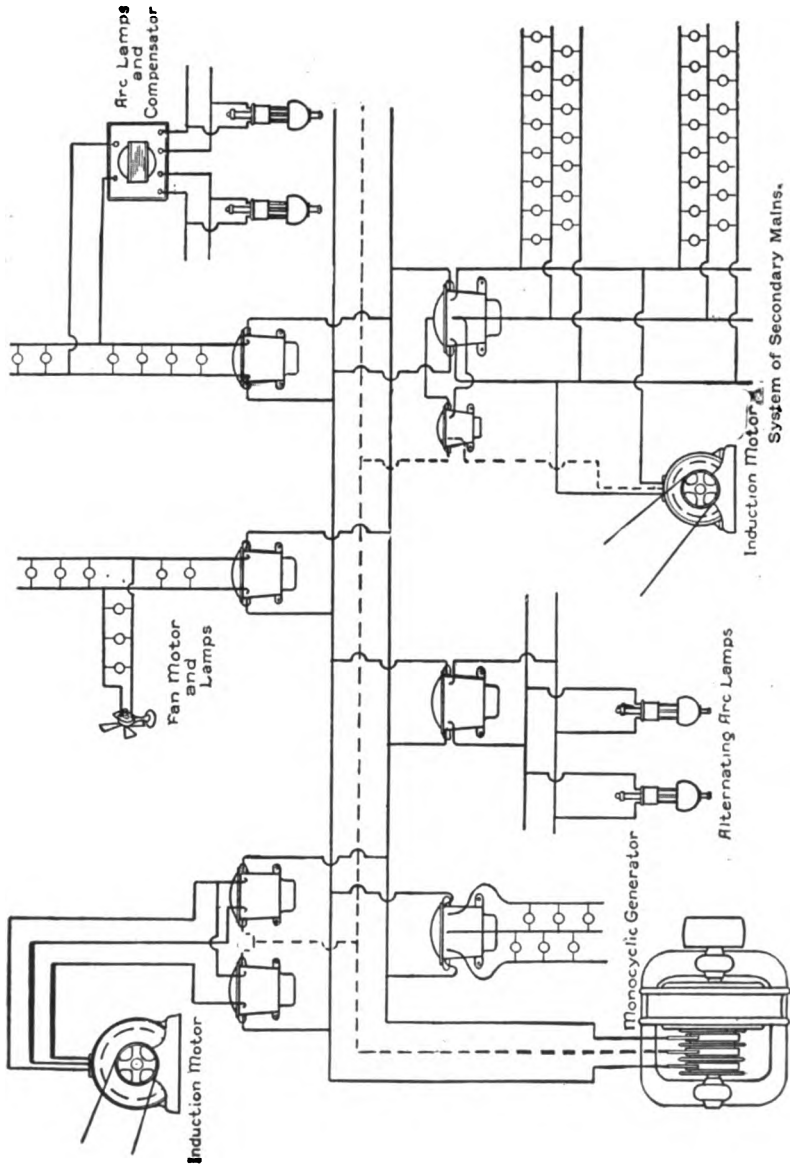 Arc Lamps
and
Compensator
Fan Motor
and
Lamps
Induction Motor
Monocyclic Generator
Alternating Arc Lamps
Induction Motor
System of Secondary Mains.